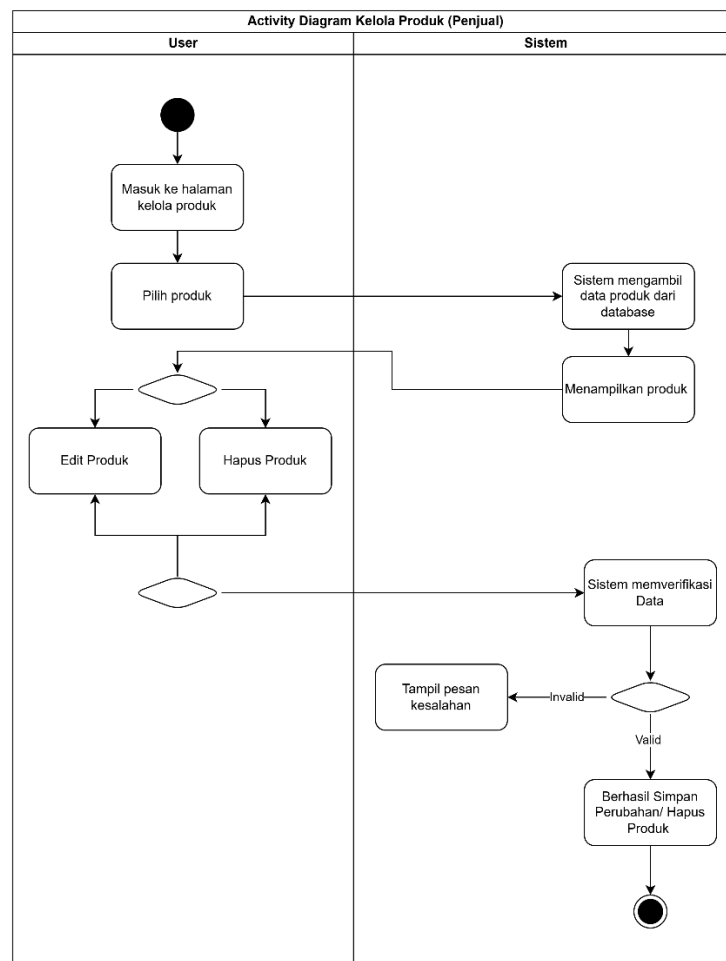 Activity Diagram Kelola Produk (Penjual)
User
Sistem
Masuk ke halaman
kelola produk
Pilih produk
Sistem mengambil
data produk dari
database
Menampilkan produk
Edit Produk
Hapus Produk
Sistem memverifikasi
Data
Tampil pesan
kesalahan
Invalid
Valid
Berhasil Simpan
Perubahan/ Hapus
Produk